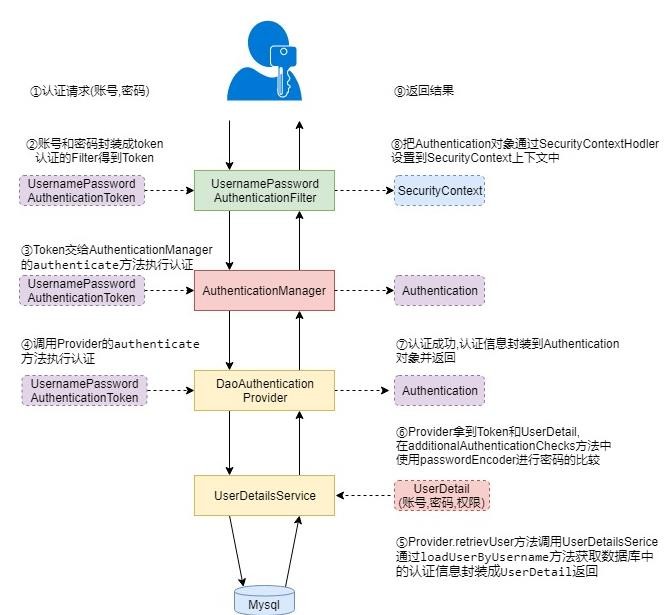 ①认证请求(账号,密码)
⑨返回结果
②账号和密码封装成token
认证的Filter得到Token
⑧把Authentication对象通过SecurityContextHodler
设置到SecurityContext上下文中
UsernamePassword
AuthenticationToken
UsernamePassword
AuthenticationFilter
SecurityContext
③Token交给AuthenticationManager
的authenticate方法执行认证
UsernamePassword
AuthenticationToken
AuthenticationManager
Authentication
④调用Provider的authenticate
方法执行认证
⑦认证成功,认证信息封装到Authentication
对象并返回
UsernamePassword
AuthenticationToken
DaoAuthentication
Provider
Authentication
⑥Provider拿到Token和UserDetail,
在additionalAuthenticationChecks方法中
使用passwordEncoder进行密码的比较
UserDetailsService
UserDetail
(账号,密码,权限)
⑤Provider.retrievUser方法调用UserDetailsSerice
通过loadUserByUsername方法获取数据库中
的认证信息封装成UserDetail返回
Mysql